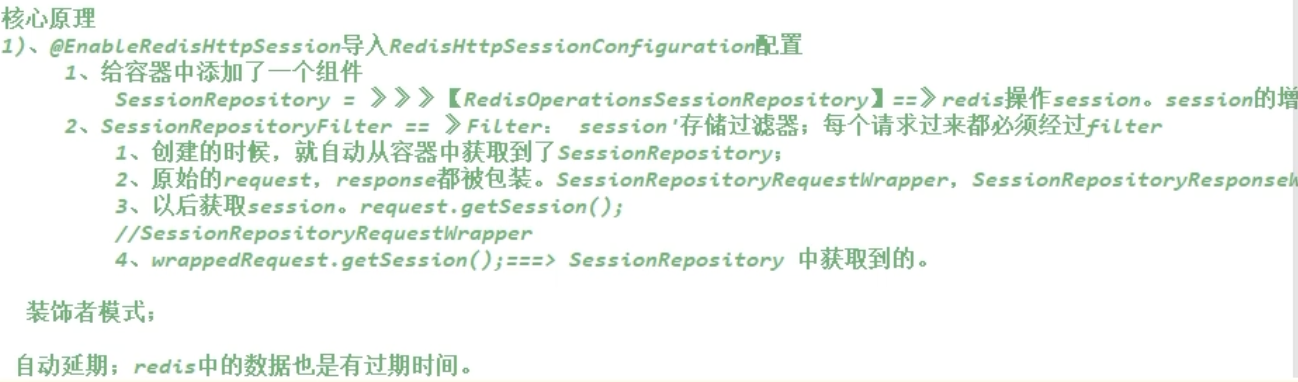 核心原理
1)、@EnableRedisHttpSession导入RedisHttpSessionConfiguration配置
1、给容器中添加了一个组件
SessionRepository = 》》》【RedisOperationsSessionRepository】==》redis操作session。session的增
2、SessionRepositoryFilter == 》Filter： session'存储过滤器；每个请求过来都必须经过filter
1、创建的时候，就自动从容器中获取到了SessionRepository；
2、原始的request，response都被包装。SessionRepositoryRequestWrapper，SessionRepositoryResponseW
3、以后获取session。request.getSession();
//SessionRepositoryRequestWrapper
4、wrappedRequest.getSession();===> SessionRepository 中获取到的。
装饰者模式；
自动延期；redis中的数据也是有过期时间。